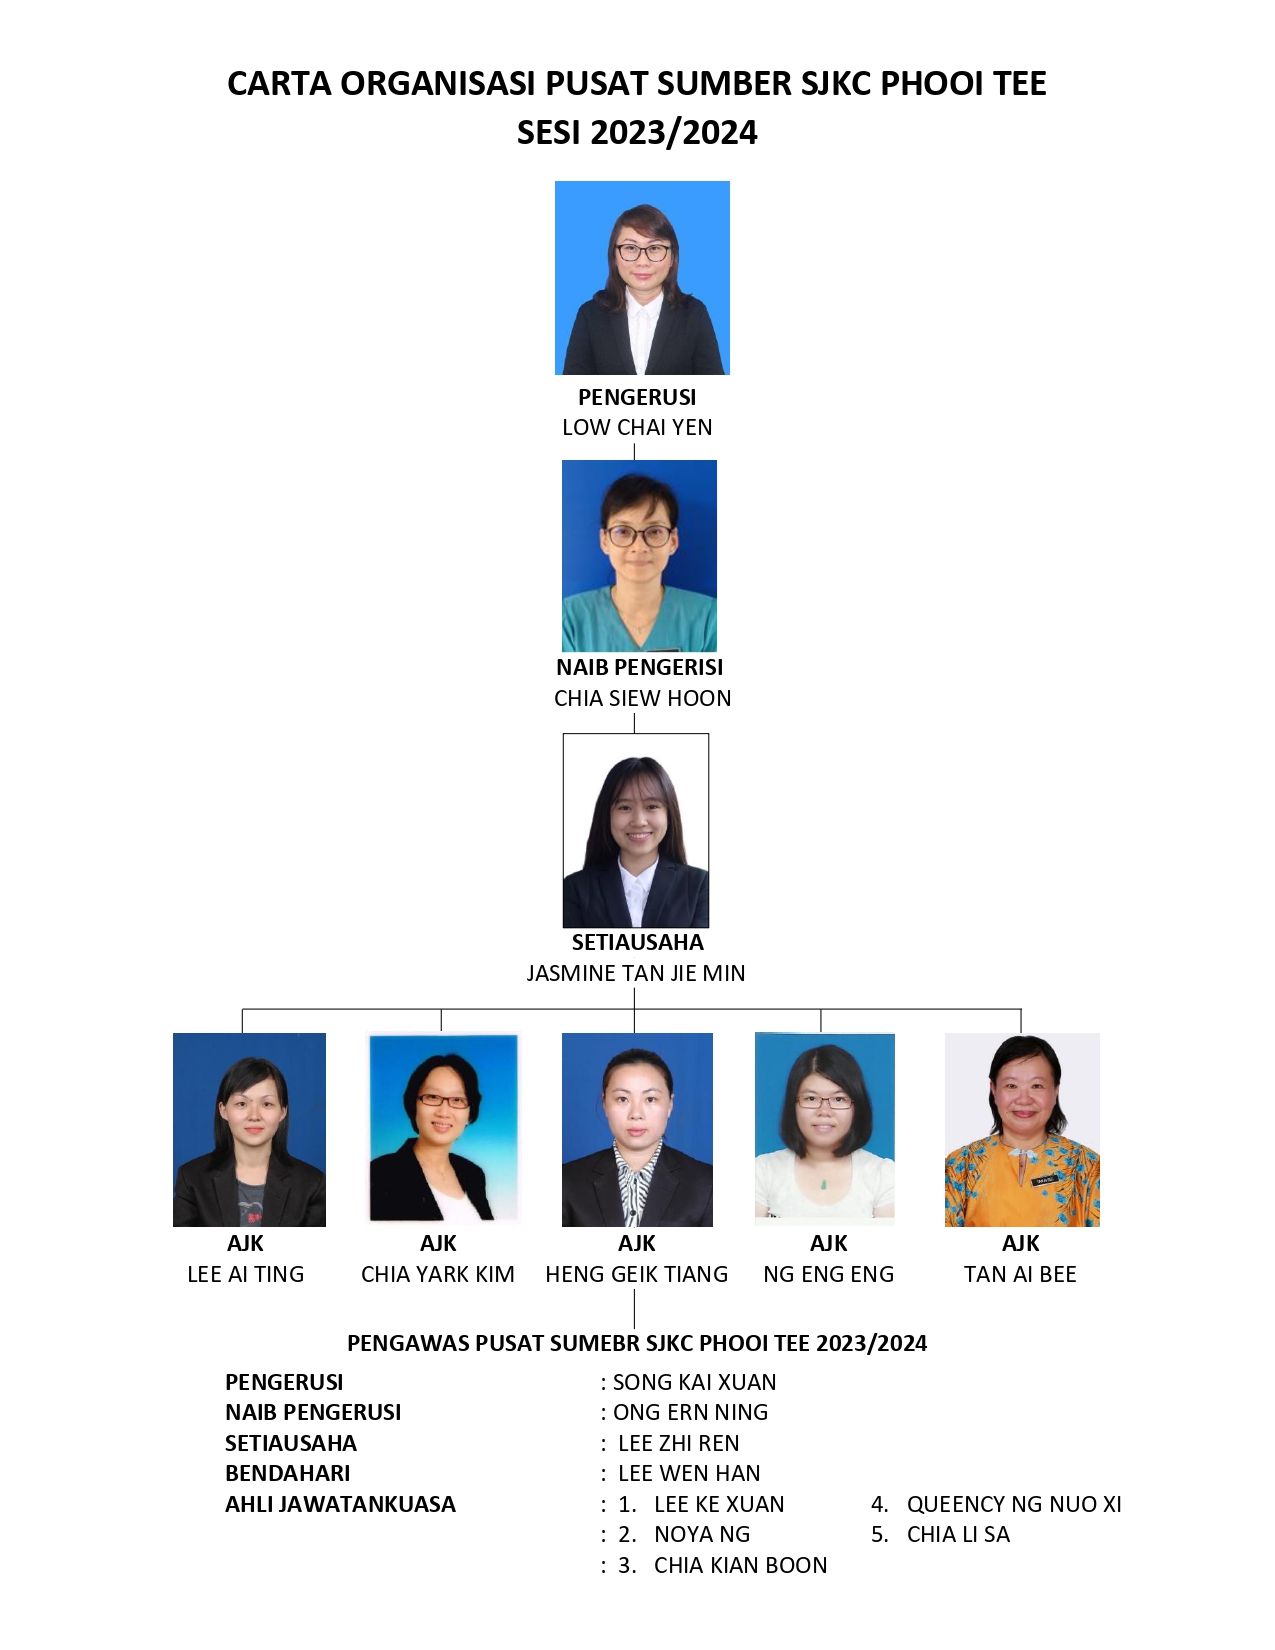 CARTA ORGANISASI PUSAT SUMBER SJKC PHOOI TEE
SESI 2023/2024
PENGERUSI
LOW CHAI YEN
NAIB PENGERISI
CHIA SIEW HOON
SETIAUSAHA
JASMINE TAN JIE MIN
AJK AJK AJK AJK AJK
LEE AI TING CHIA YARK KIM HENG GEIK TIANG NG ENG ENG TAN AI BEE
PENGAWAS PUSAT SUMEBR SJKC PHOOI TEE 2023/2024
PENGERUSI : SONG KAI XUAN
NAIB PENGERUSI : ONG ERN NING
SETIAUSAHA : LEE ZHI REN
BENDAHARI : LEE WEN HAN
AHLI JAWATANKUASA : 1. LEE KE XUAN 4. QUEENCY NG NUO XI
: 2. NOYA NG 5. CHIA LI SA
: 3. CHIA KIAN BOON